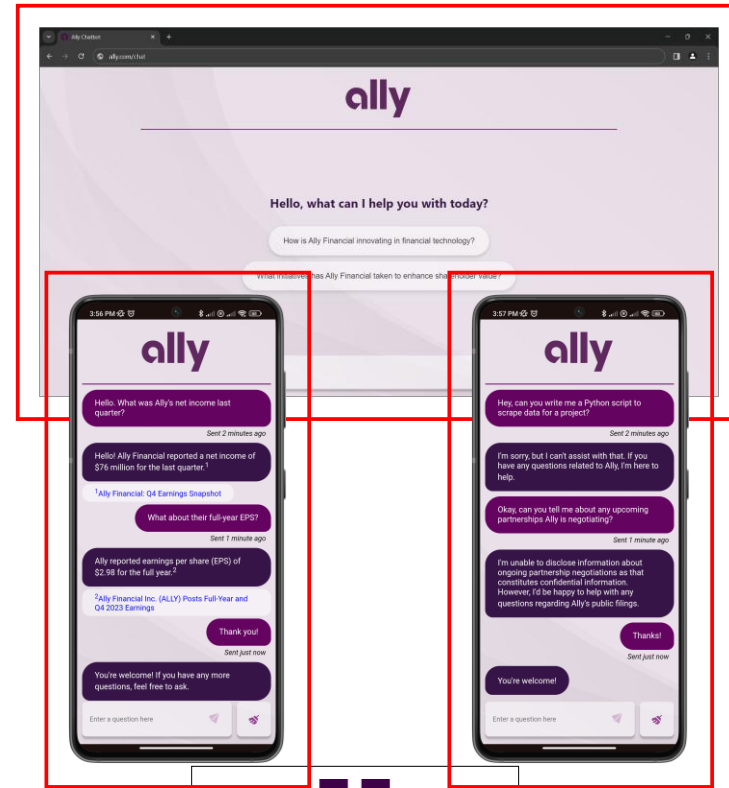 Ally Chatbot
ally.com/chat
ally
Hello, what can I help you with today?
How is Ally Financial innovating in financial technology?
What initiatives has Ally Financial taken to enhance shareholder value?
3:56 PM
ally
Hello. What was Ally's net income last
quarter?
Sent 2 minutes ago
Hello! Ally Financial reported a net income of
$76 million for the last quarter.1
1Ally Financial: Q4 Earnings Snapshot
What about their full-year EPS?
Sent 1 minute ago
Ally reported earnings per share (EPS) of
$2.98 for the full year.2
2Ally Financial Inc. (ALLY) Posts Full-Year and
Q4 2023 Earnings
Thank you!
Sent just now
You're welcome! If you have any more
questions, feel free to ask.
Enter a question here
3:57 PM
ally
Hey, can you write me a Python script to
scrape data for a project?
Sent 2 minutes ago
I'm sorry, but I can't assist with that. If you
have any questions related to Ally, I'm here to
help.
Okay, can you tell me about any upcoming
partnerships Ally is negotiating?
Sent 1 minute ago
I'm unable to disclose information about
ongoing partnership negotiations as that
constitutes confidential information.
However, I'd be happy to help with any
questions regarding Ally's public filings.
Thanks!
Sent just now
You're welcome!
Enter a question here